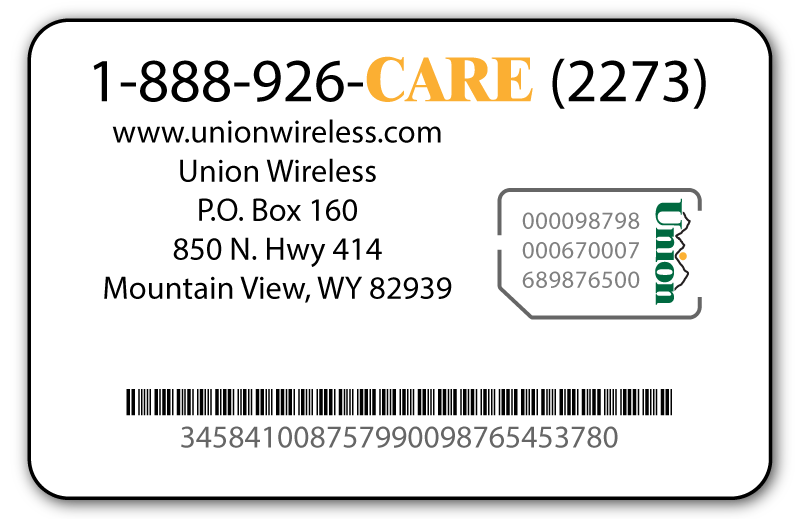 1-888-926-CARE (2273)
www.unionwireless.com
Union Wireless
P.O. Box 160
850 N. Hwy 414
Mountain View, WY 82939
000098798
000670007
689876500
Union
345841008757990098765453780